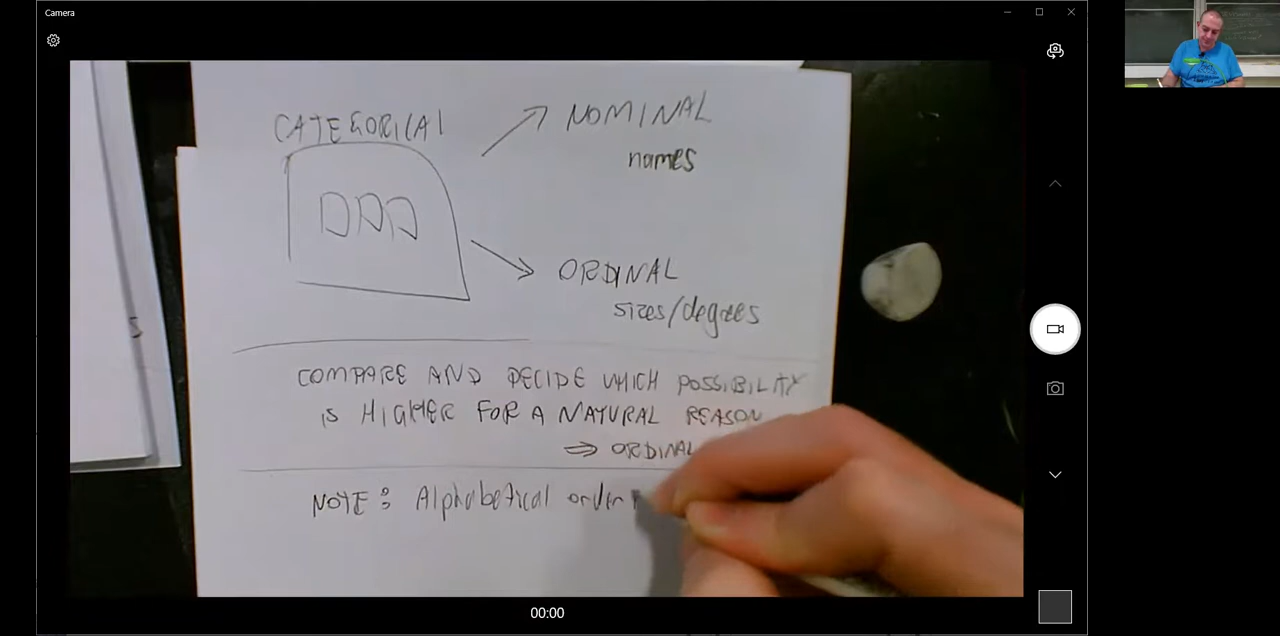 Camera
CATEGORICAL
NOMINAL
names
ORDINAL
sizes/degrees
COMPARE AND DECIDE WHICH POSSIBILITY
IS HIGHER FOR A NATURAL REASON
⇒ ORDINAL
NOTE: Alphabetical order
00:00